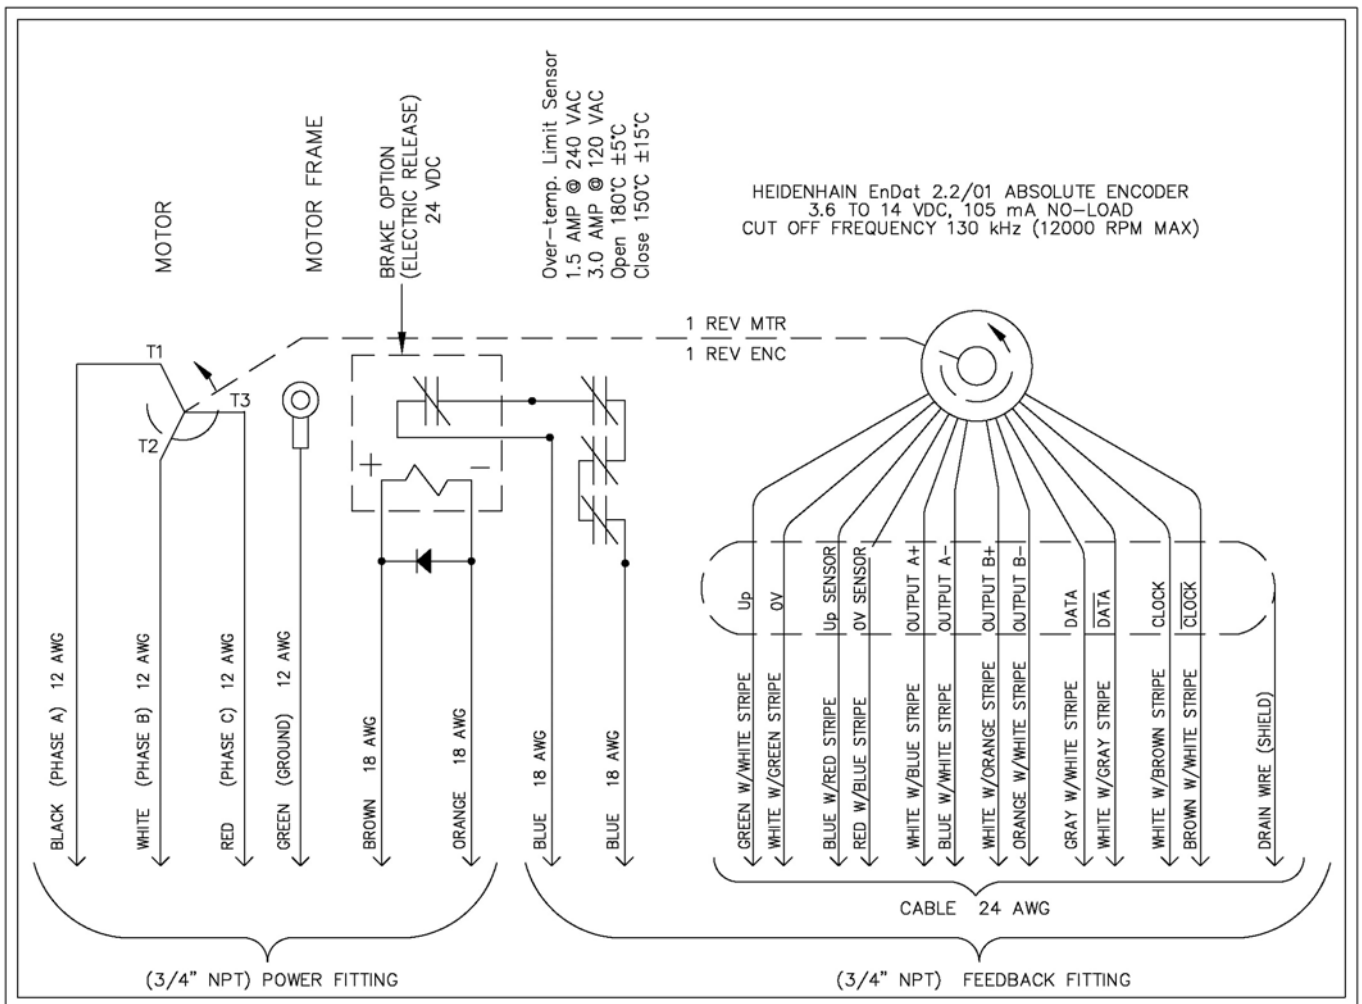 MOTOR
MOTOR FRAME
BRAKE OPTION
(ELECTRIC RELEASE)
24 VDC
Over-temp. Limit Sensor
1.5 AMP @ 240 VAC
3.0 AMP @ 120 VAC
Open 180°C ±5°C
Close 150°C ±15°C
HEIDENHAIN EnDat 2.2/01 ABSOLUTE ENCODER
3.6 TO 14 VDC, 105 mA NO-LOAD
CUT OFF FREQUENCY 130 kHz (12000 RPM MAX)
1 REV MTR
1 REV ENC
T1
T3
T2
+
−
Up
0V
Up SENSOR
0V SENSOR
OUTPUT A+
OUTPUT A-
OUTPUT B+
OUTPUT B-
DATA
DATA
CLOCK
CLOCK
BLACK (PHASE A) 12 AWG
WHITE (PHASE B) 12 AWG
RED (PHASE C) 12 AWG
GREEN (GROUND) 12 AWG
BROWN 18 AWG
ORANGE 18 AWG
BLUE 18 AWG
BLUE 18 AWG
GREEN W/WHITE STRIPE
WHITE W/GREEN STRIPE
BLUE W/RED STRIPE
RED W/BLUE STRIPE
WHITE W/BLUE STRIPE
BLUE W/WHITE STRIPE
WHITE W/ORANGE STRIPE
ORANGE W/WHITE STRIPE
GRAY W/WHITE STRIPE
WHITE W/GRAY STRIPE
WHITE W/BROWN STRIPE
BROWN W/WHITE STRIPE
DRAIN WIRE (SHIELD)
CABLE 24 AWG
(3/4" NPT) POWER FITTING
(3/4" NPT) FEEDBACK FITTING